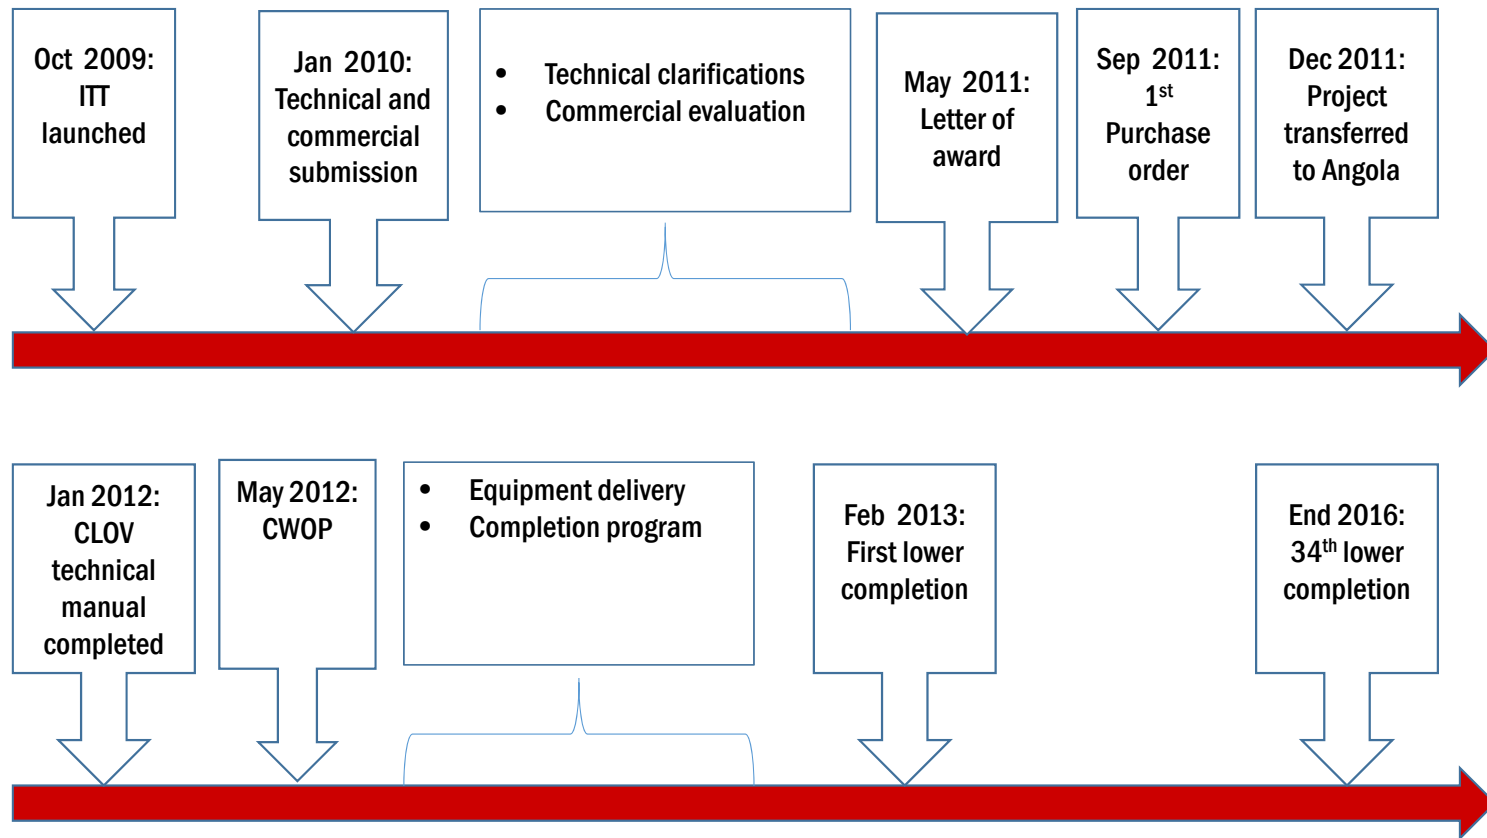 Oct 2009:
ITT
launched
Jan 2010:
Technical and
commercial
submission
• Technical clarifications
• Commercial evaluation
May 2011:
Letter of
award
Sep 2011:
1st
Purchase
order
Dec 2011:
Project
transferred
to Angola
Jan 2012:
CLOV
technical
manual
completed
May 2012:
CWOP
• Equipment delivery
• Completion program
Feb 2013:
First lower
completion
End 2016:
34th lower
completion